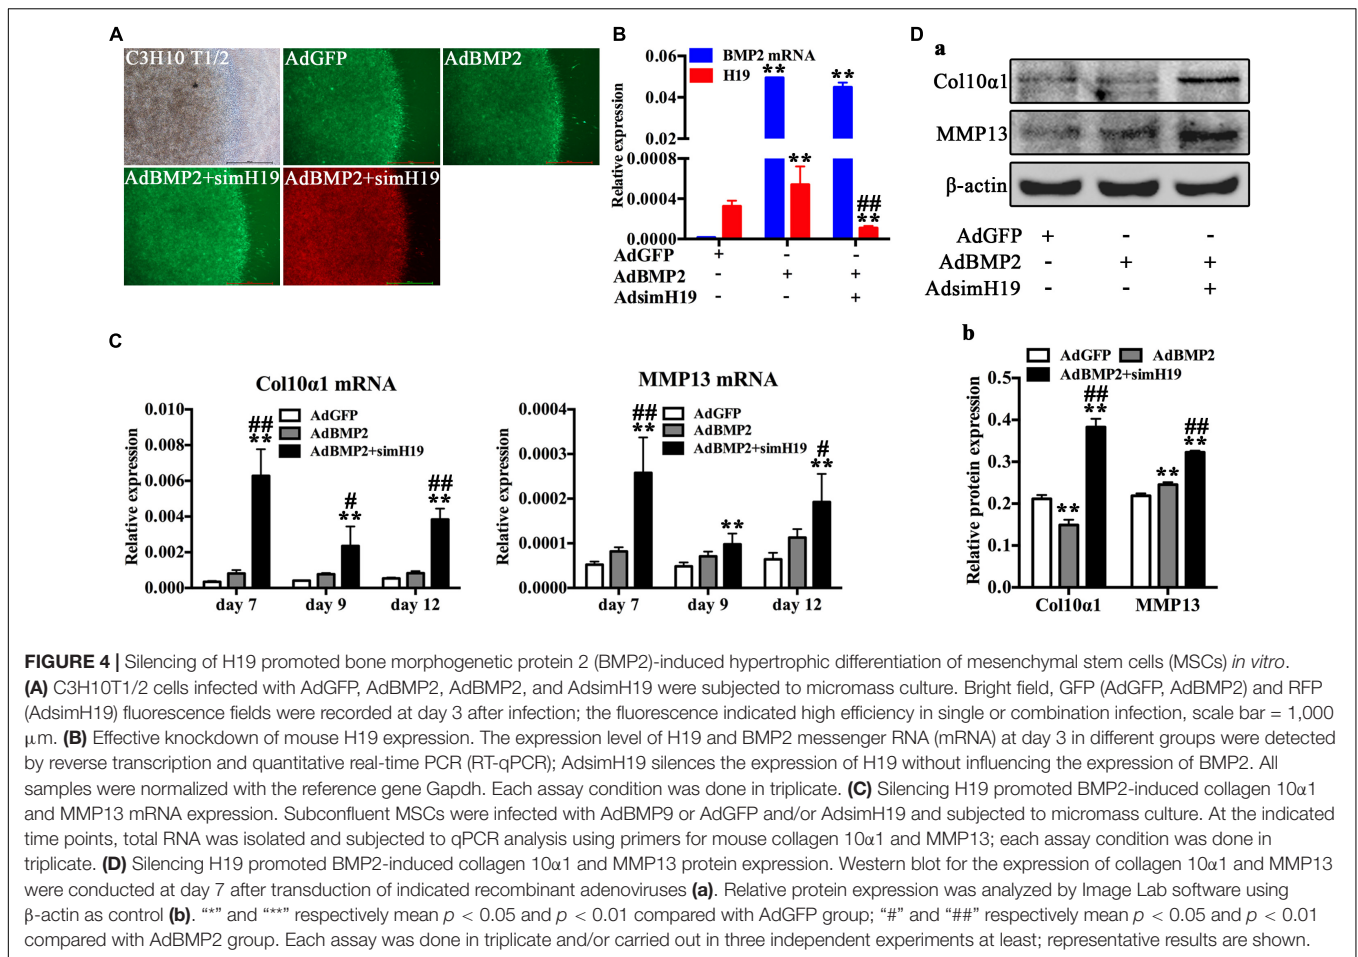 A
C3H10 T1/2
AdGFP
AdBMP2
AdBMP2+simH19
AdBMP2+simH19
B
BMP2 mRNA
H19
Relative expression
0.06
0.04
0.02
0.0008
0.0004
0.0000
** ** ** ## **
AdGFP + - -
AdBMP2 - + +
AdsimH19 - - +
C
Col10α1 mRNA
AdGFP
AdBMP2
AdBMP2+simH19
Relative expression
0.010
0.008
0.006
0.004
0.002
0.000
## ** # ** ## **
day 7 day 9 day 12
MMP13 mRNA
AdGFP
AdBMP2
AdBMP2+simH19
Relative expression
0.0004
0.0003
0.0002
0.0001
0.0000
## ** ** # **
day 7 day 9 day 12
D
a
Col10α1
MMP13
β-actin
AdGFP + - -
AdBMP2 - + +
AdsimH19 - - +
b
AdGFP AdBMP2
AdBMP2+simH19
Relative protein expression
0.5
0.4
0.3
0.2
0.1
0.0
** ## ** ** ## **
Col10α1 MMP13
FIGURE 4 | Silencing of H19 promoted bone morphogenetic protein 2 (BMP2)-induced hypertrophic differentiation of mesenchymal stem cells (MSCs) in vitro.
(A) C3H10T1/2 cells infected with AdGFP, AdBMP2, AdBMP2, and AdsimH19 were subjected to micromass culture. Bright field, GFP (AdGFP, AdBMP2) and RFP
(AdsimH19) fluorescence fields were recorded at day 3 after infection; the fluorescence indicated high efficiency in single or combination infection, scale bar = 1,000
μm. (B) Effective knockdown of mouse H19 expression. The expression level of H19 and BMP2 messenger RNA (mRNA) at day 3 in different groups were detected
by reverse transcription and quantitative real-time PCR (RT-qPCR); AdsimH19 silences the expression of H19 without influencing the expression of BMP2. All
samples were normalized with the reference gene Gapdh. Each assay condition was done in triplicate. (C) Silencing H19 promoted BMP2-induced collagen 10α1
and MMP13 mRNA expression. Subconfluent MSCs were infected with AdBMP9 or AdGFP and/or AdsimH19 and subjected to micromass culture. At the indicated
time points, total RNA was isolated and subjected to qPCR analysis using primers for mouse collagen 10α1 and MMP13; each assay condition was done in
triplicate. (D) Silencing H19 promoted BMP2-induced collagen 10α1 and MMP13 protein expression. Western blot for the expression of collagen 10α1 and MMP13
were conducted at day 7 after transduction of indicated recombinant adenoviruses (a). Relative protein expression was analyzed by Image Lab software using
β-actin as control (b). "*" and "**" respectively mean p < 0.05 and p < 0.01 compared with AdGFP group; "#" and "##" respectively mean p < 0.05 and p < 0.01
compared with AdBMP2 group. Each assay was done in triplicate and/or carried out in three independent experiments at least; representative results are shown.